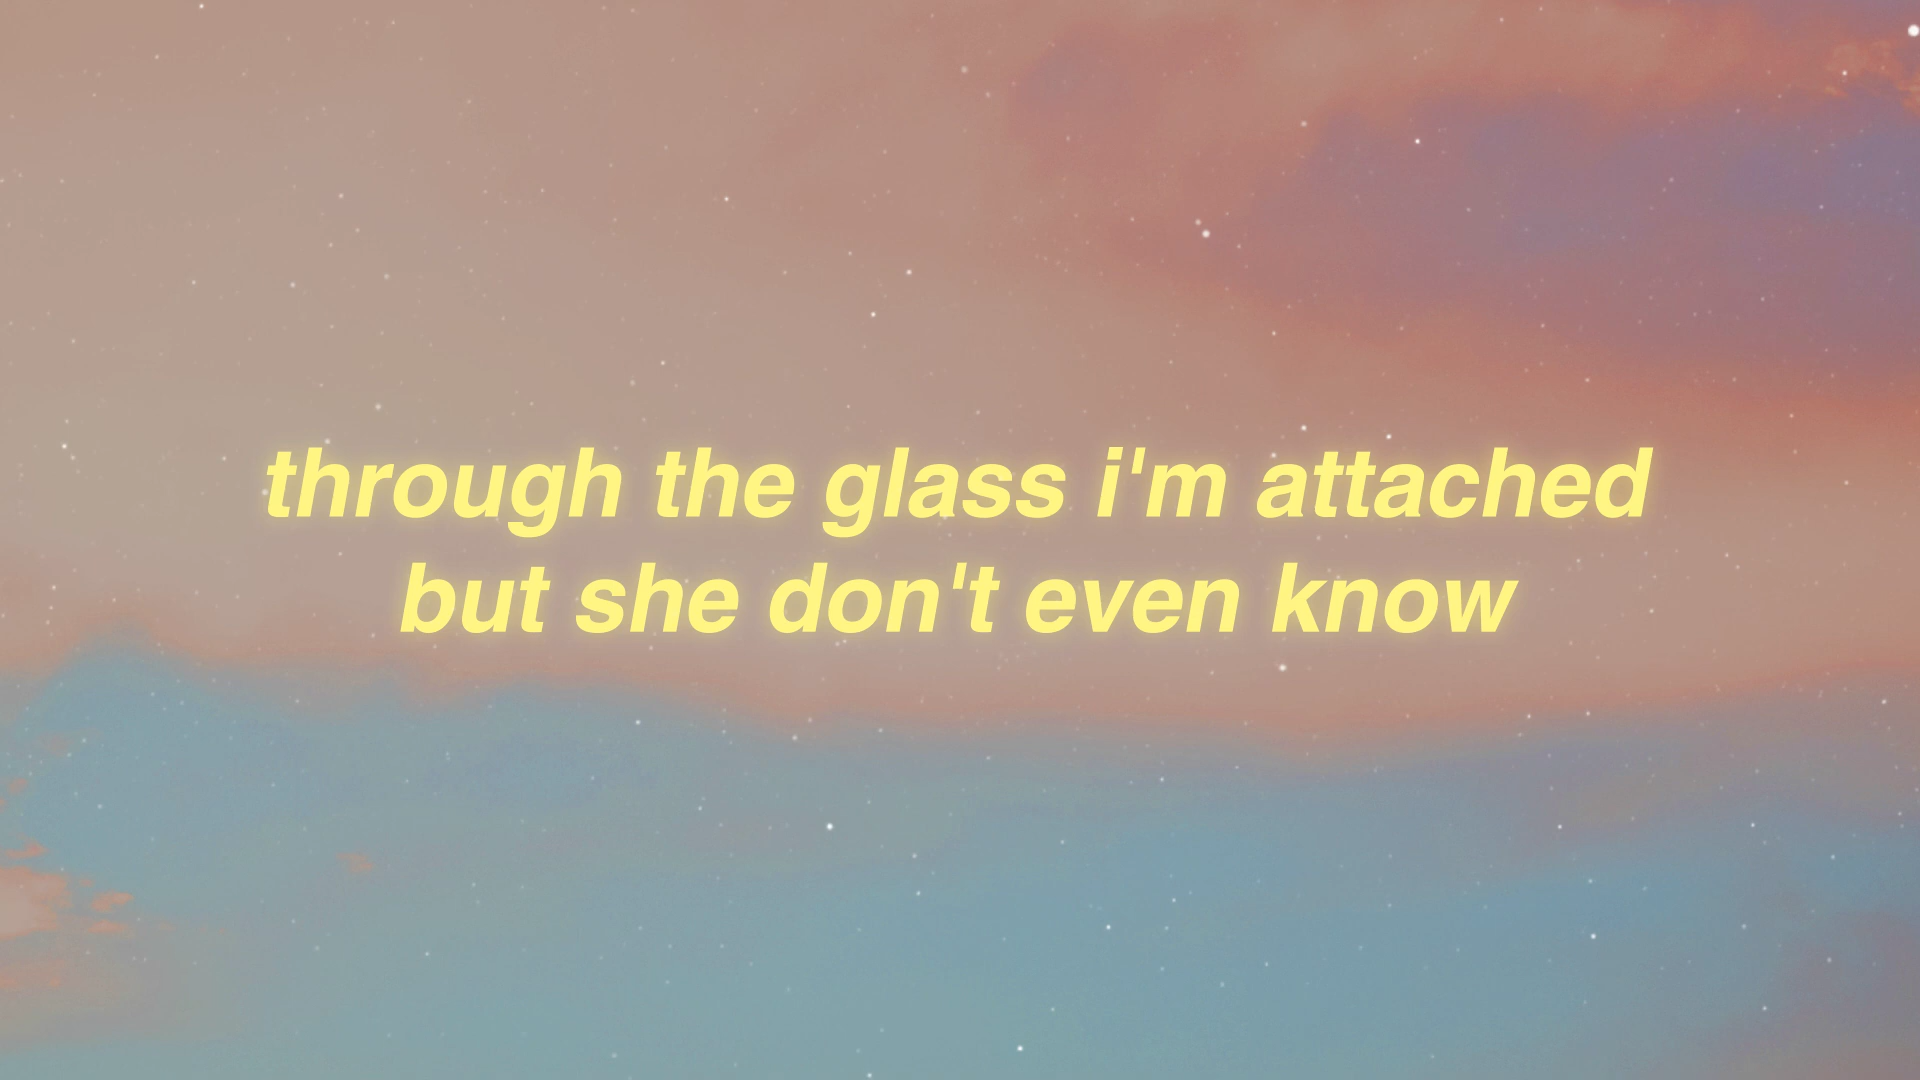 through the glass i'm attached
but she don't even know